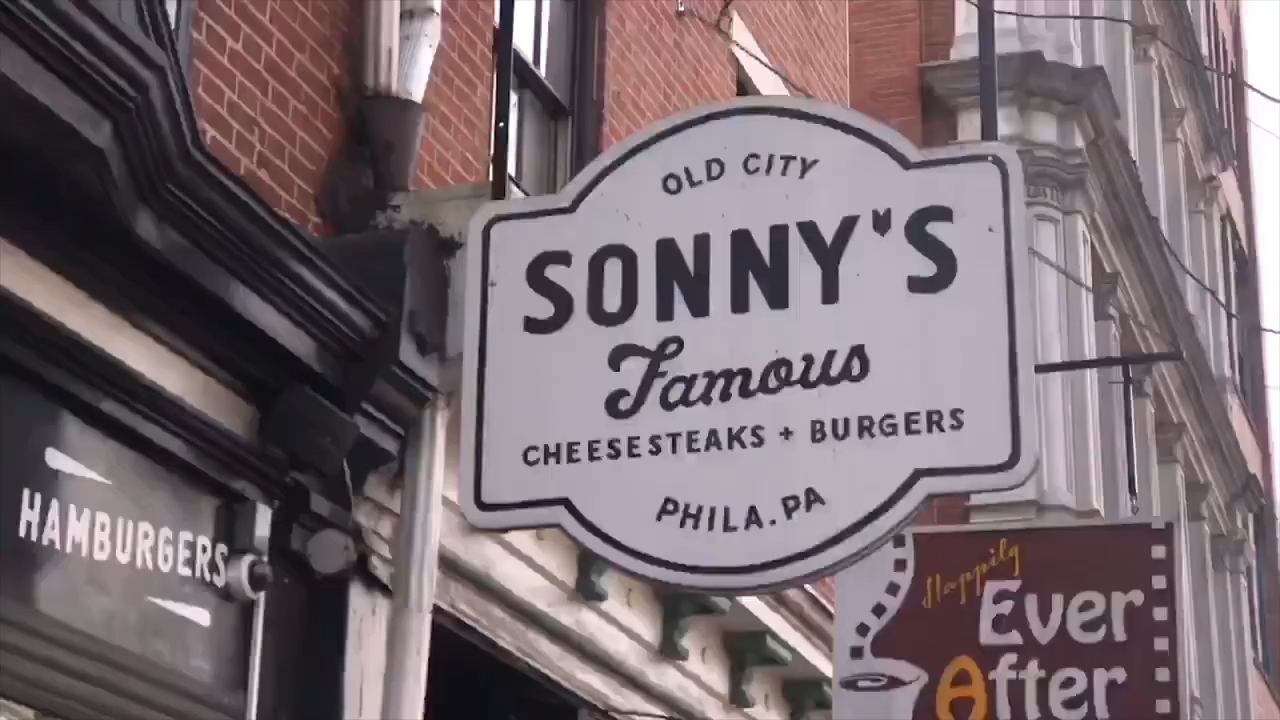 OLD CITY
SONNY'S
Famous
CHEESESTEAKS + BURGERS
PHILA. PA
HAMBURGERS
Happily
Ever
After